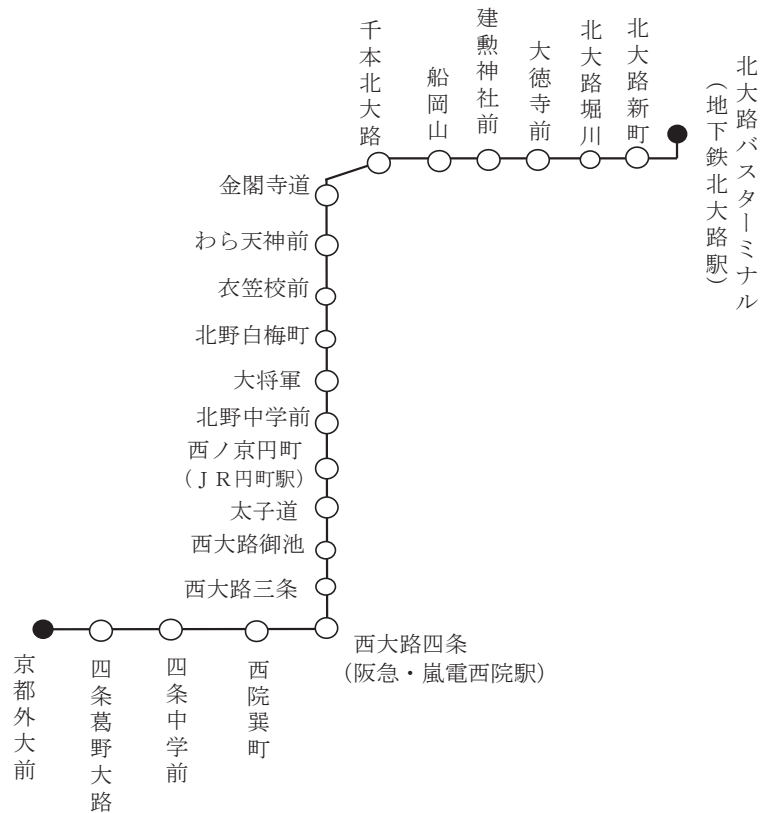 千本北大路
船岡山
建勲神社前
大徳寺前
北大路堀川
北大路新町
北大路バスターミナル
（地下鉄北大路駅）
金閣寺道
わら天神前
衣笠校前
北野白梅町
大将軍
北野中学前
西ノ京円町
（ＪＲ円町駅）
太子道
西大路御池
西大路三条
西大路四条
（阪急・嵐電西院駅）
西院巽町
四条中学前
四条葛野大路
京都外大前